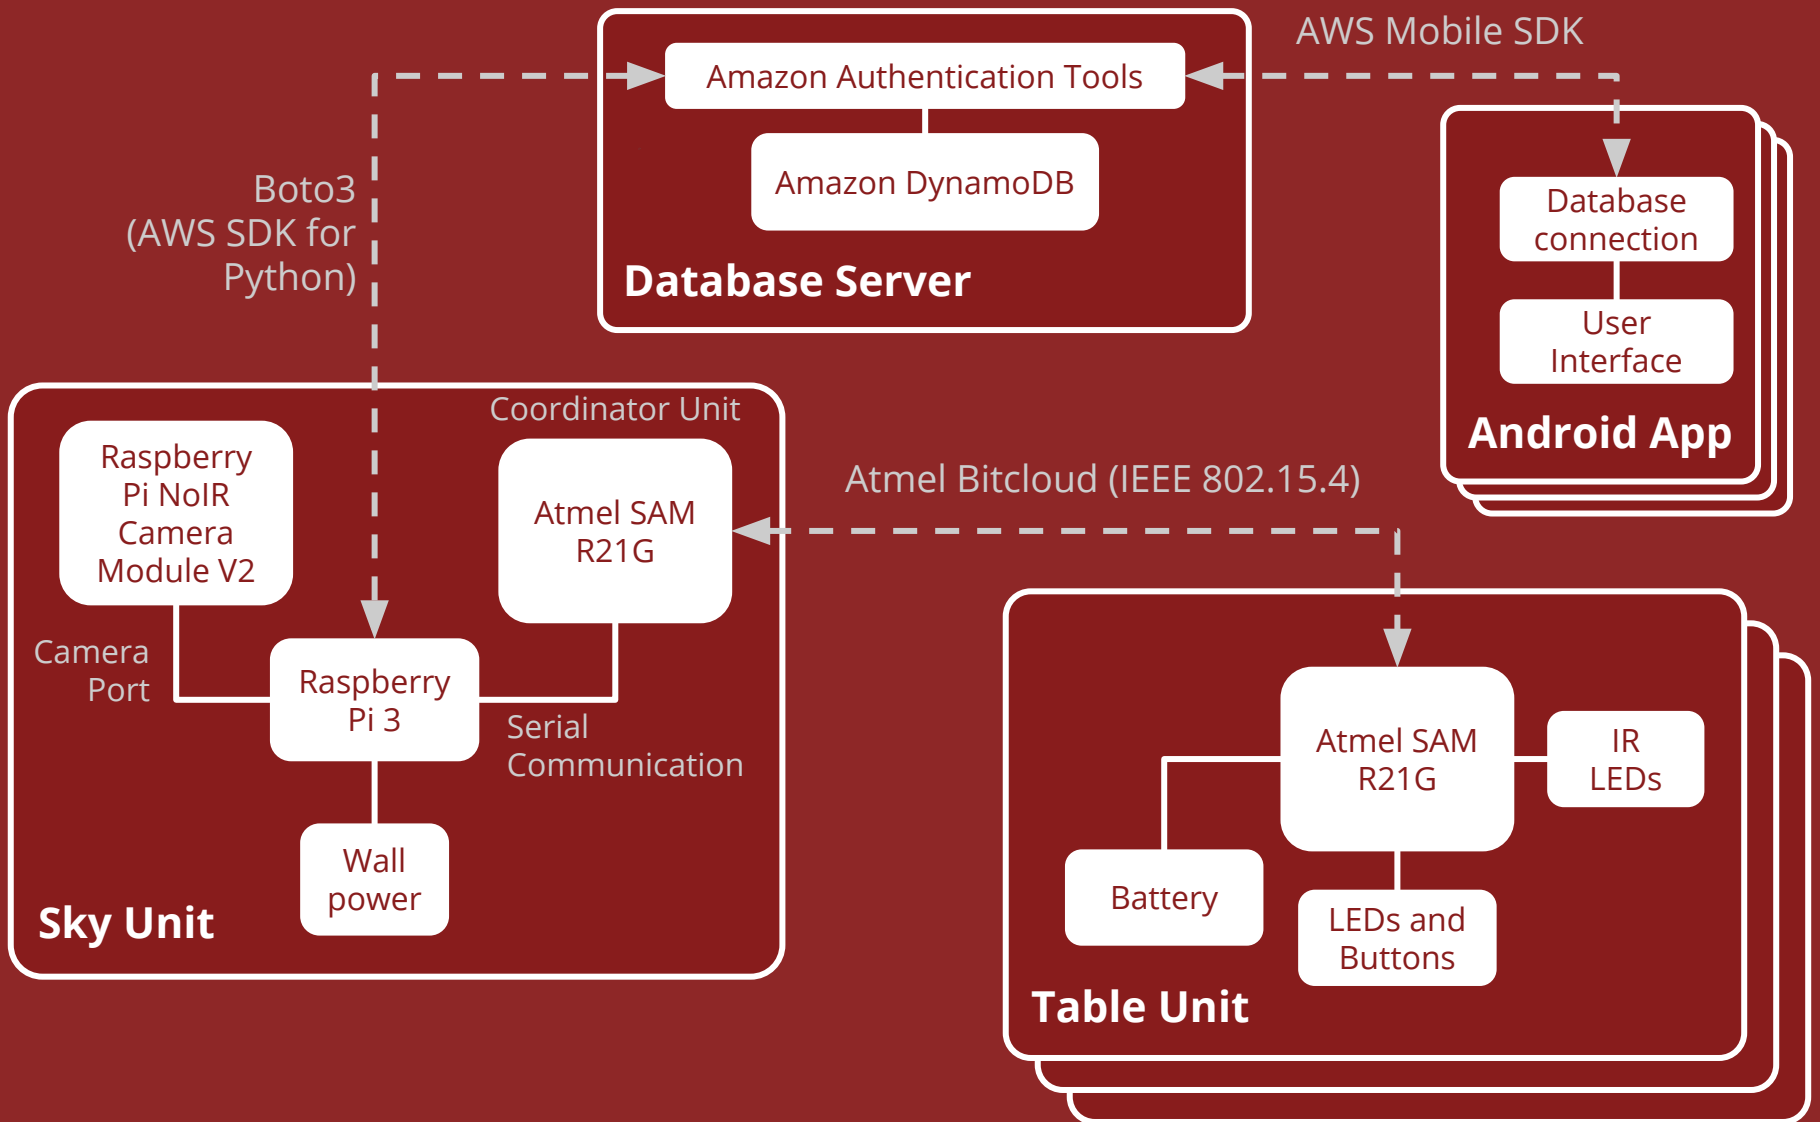 AWS Mobile SDK
Amazon Authentication Tools
Amazon DynamoDB
Database Server
Boto3
(AWS SDK for
Python)
Database
connection
User
Interface
Android App
Coordinator Unit
Raspberry
Pi NoIR
Camera
Module V2
Atmel SAM
R21G
Camera
Port
Raspberry
Pi 3
Serial
Communication
Wall
power
Sky Unit
Atmel Bitcloud (IEEE 802.15.4)
Atmel SAM
R21G
IR
LEDs
Battery
LEDs and
Buttons
Table Unit